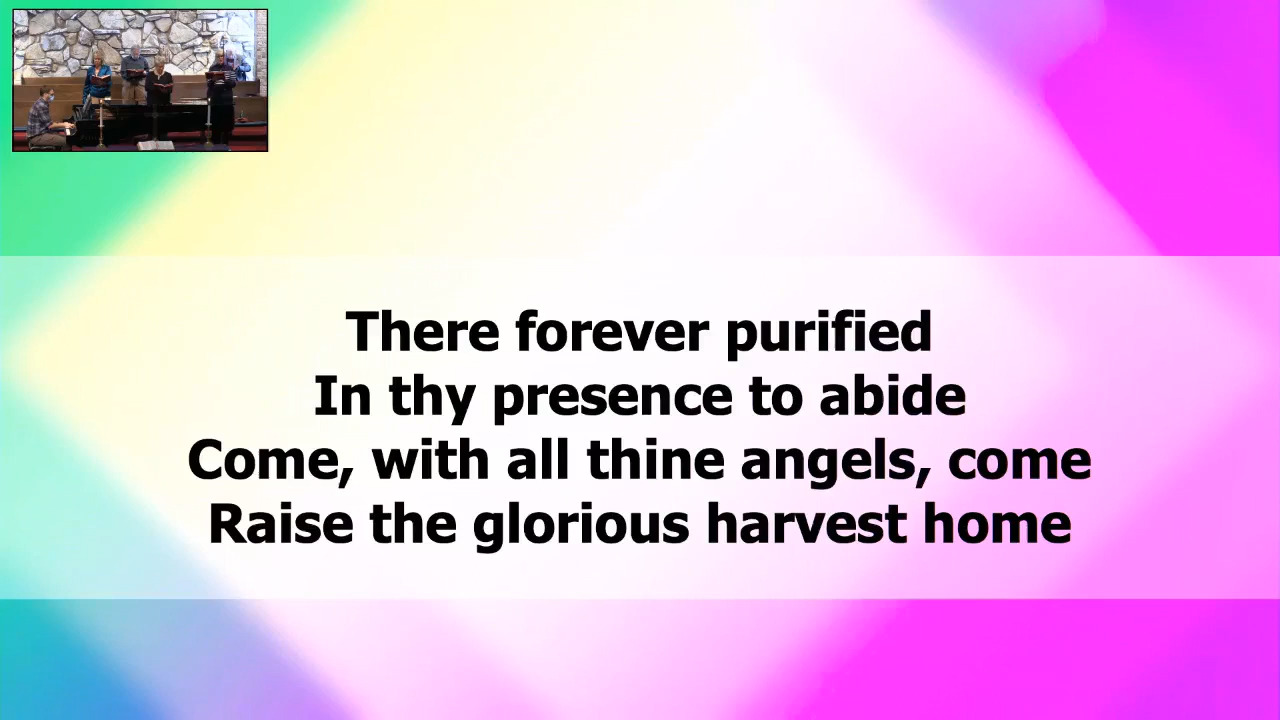 There forever purified
In thy presence to abide
Come, with all thine angels, come
Raise the glorious harvest home